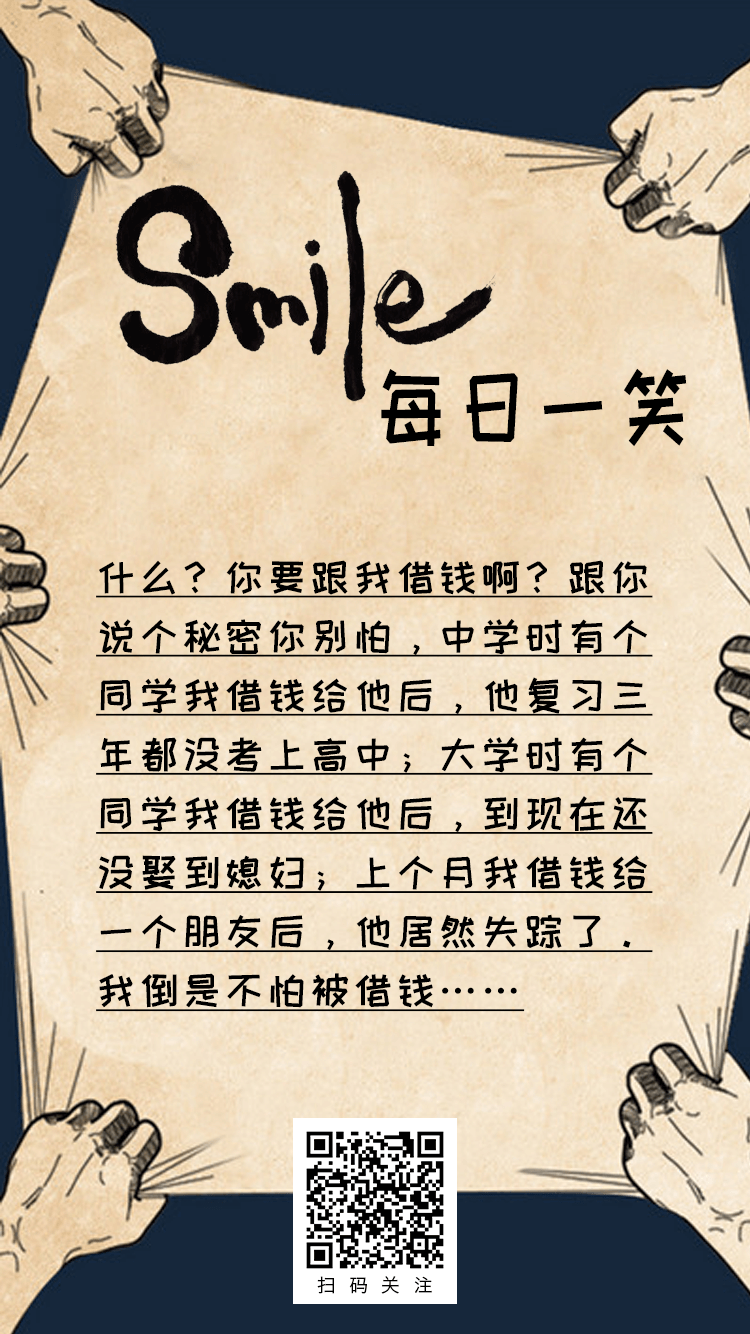 Smile
每日一笑
什么？你要跟我借钱啊？跟你
说个秘密你别怕，中学时有个
同学我借钱给他后，他复习三
年都没考上高中；大学时有个
同学我借钱给他后，到现在还
没娶到媳妇；上个月我借钱给
一个朋友后，他居然失踪了．
我倒是不怕被借钱……
扫码关注